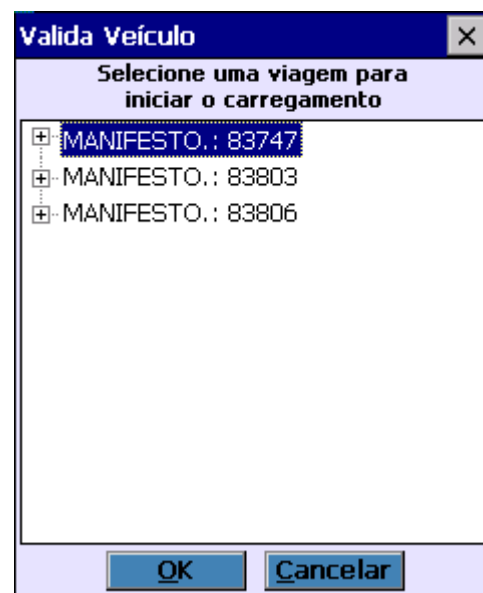 Valida Veículo
Selecione uma viagem para
iniciar o carregamento
MANIFESTO.: 83747
MANIFESTO.: 83803
MANIFESTO.: 83806
OK Cancelar